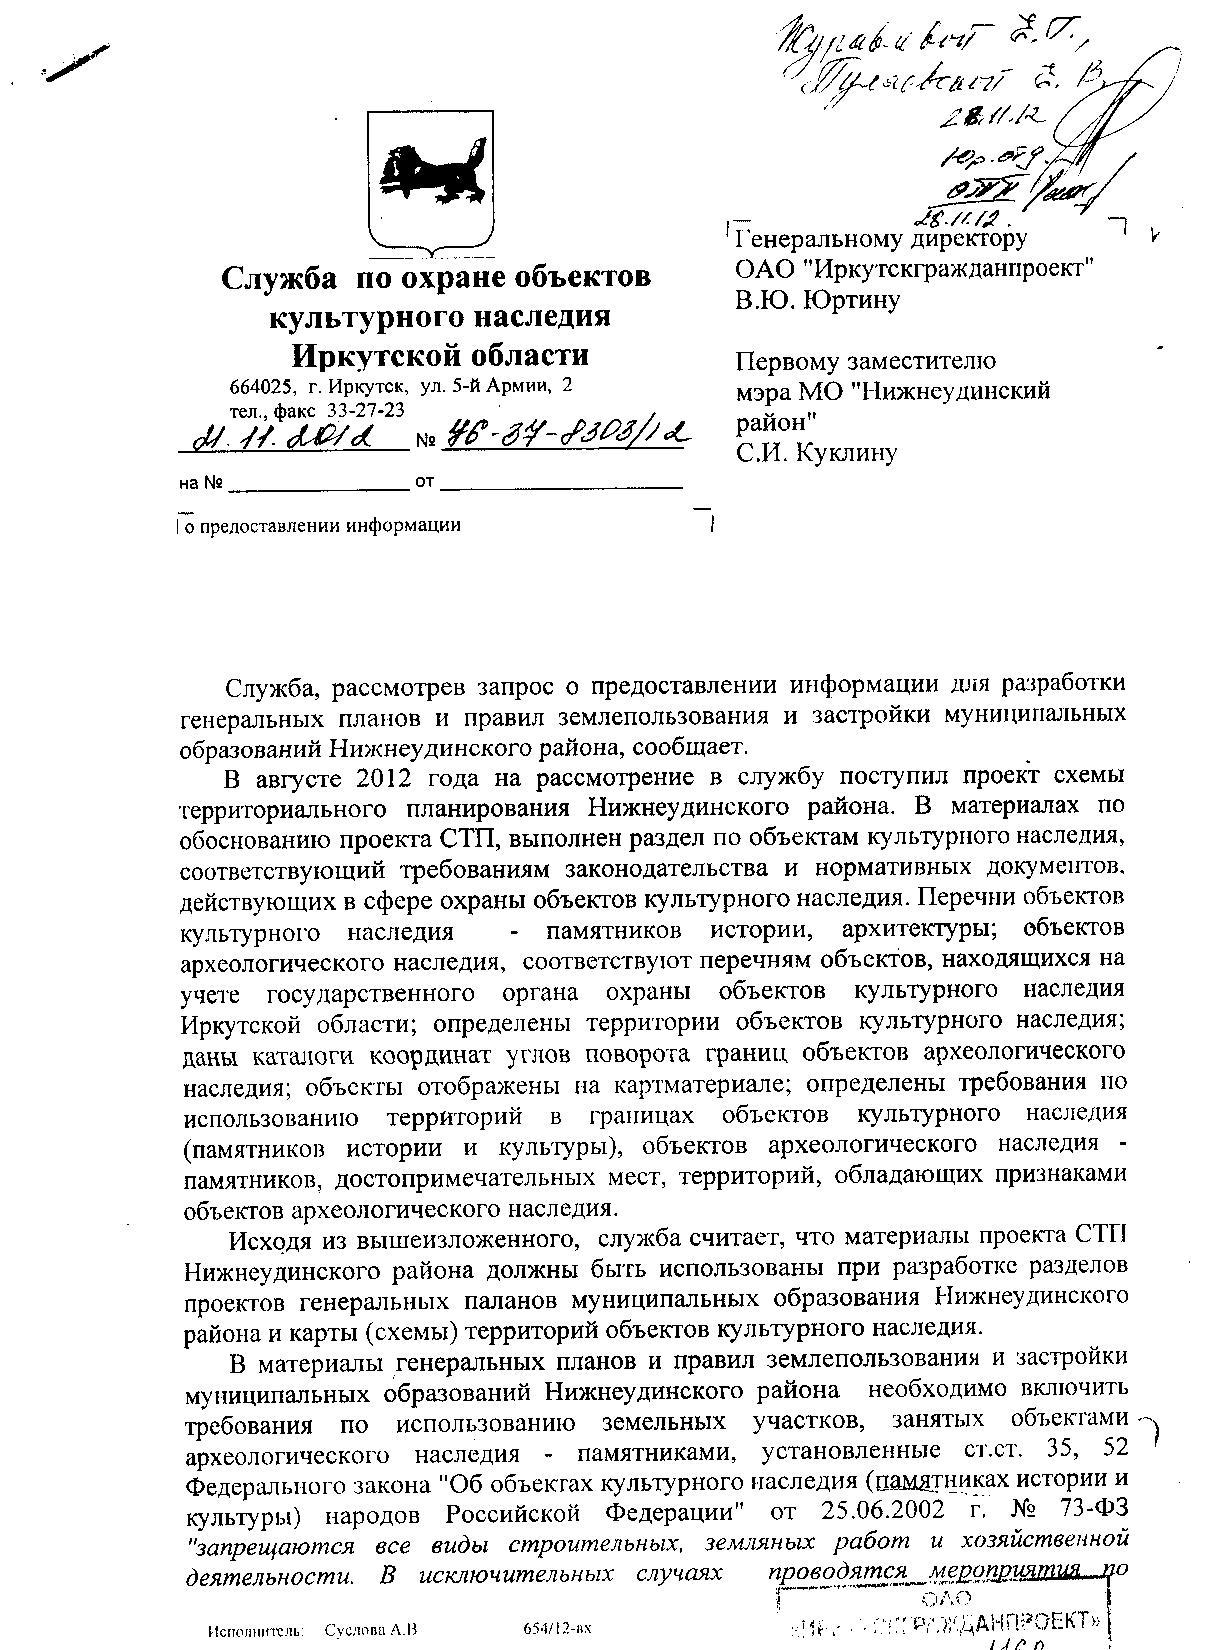 28.11.12
Юр.отд.
28.11.12.
Генеральному директору
ОАО "Иркутскгражданпроект"
В.Ю. Юртину
Первому заместителю
мэра МО "Нижнеудинский
район"
С.И. Куклину
Служба по охране объектов
культурного наследия
Иркутской области
664025, г. Иркутск, ул. 5-й Армии, 2
тел., факс 33-27-23
21.11.2012 № 76-37-8303/12
на № от
о предоставлении информации
Служба, рассмотрев запрос о предоставлении информации для разработки
генеральных планов и правил землепользования и застройки муниципальных
образований Нижнеудинского района, сообщает.
В августе 2012 года на рассмотрение в службу поступил проект схемы
территориального планирования Нижнеудинского района. В материалах по
обоснованию проекта СТП, выполнен раздел по объектам культурного наследия,
соответствующий требованиям законодательства и нормативных документов,
действующих в сфере охраны объектов культурного наследия. Перечни объектов
культурного наследия - памятников истории, архитектуры; объектов
археологического наследия, соответствуют перечням объектов, находящихся на
учете государственного органа охраны объектов культурного наследия
Иркутской области; определены территории объектов культурного наследия;
даны каталоги координат углов поворота границ объектов археологического
наследия; объекты отображены на картматериале; определены требования по
использованию территорий в границах объектов культурного наследия
(памятников истории и культуры), объектов археологического наследия -
памятников, достопримечательных мест, территорий, обладающих признаками
объектов археологического наследия.
Исходя из вышеизложенного, служба считает, что материалы проекта СТП
Нижнеудинского района должны быть использованы при разработке разделов
проектов генеральных паланов муниципальных образования Нижнеудинского
района и карты (схемы) территорий объектов культурного наследия.
В материалы генеральных планов и правил землепользования и застройки
муниципальных образований Нижнеудинского района необходимо включить
требования по использованию земельных участков, занятых объектами
археологического наследия - памятниками, установленные ст.ст. 35, 52
Федерального закона "Об объектах культурного наследия (памятниках истории и
культуры) народов Российской Федерации" от 25.06.2002 г. № 73-ФЗ
"запрещаются все виды строительных, земляных работ и хозяйственной
деятельности. В исключительных случаях проводятся мероприятия по
ОАО
Исполнитель: Суслова А.В 654/12-вх